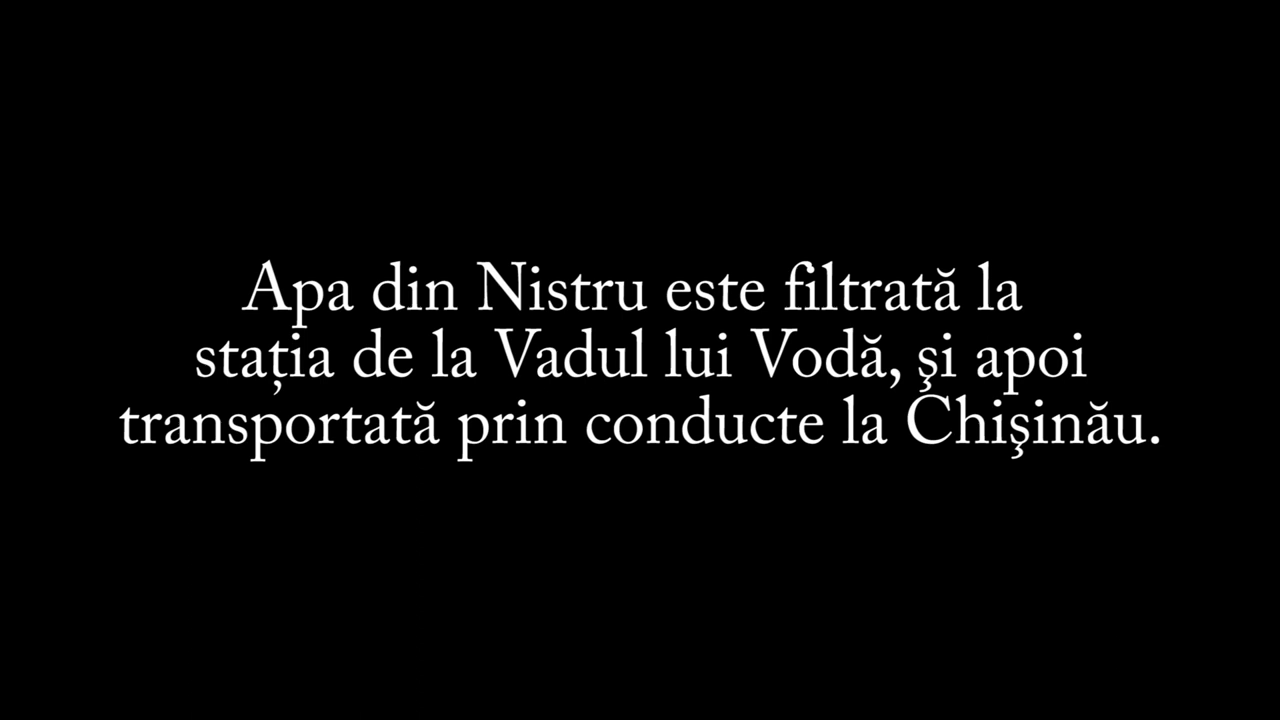 Apa din Nistru este filtrată la
stația de la Vadul lui Vodă, şi apoi
transportată prin conducte la Chişinău.